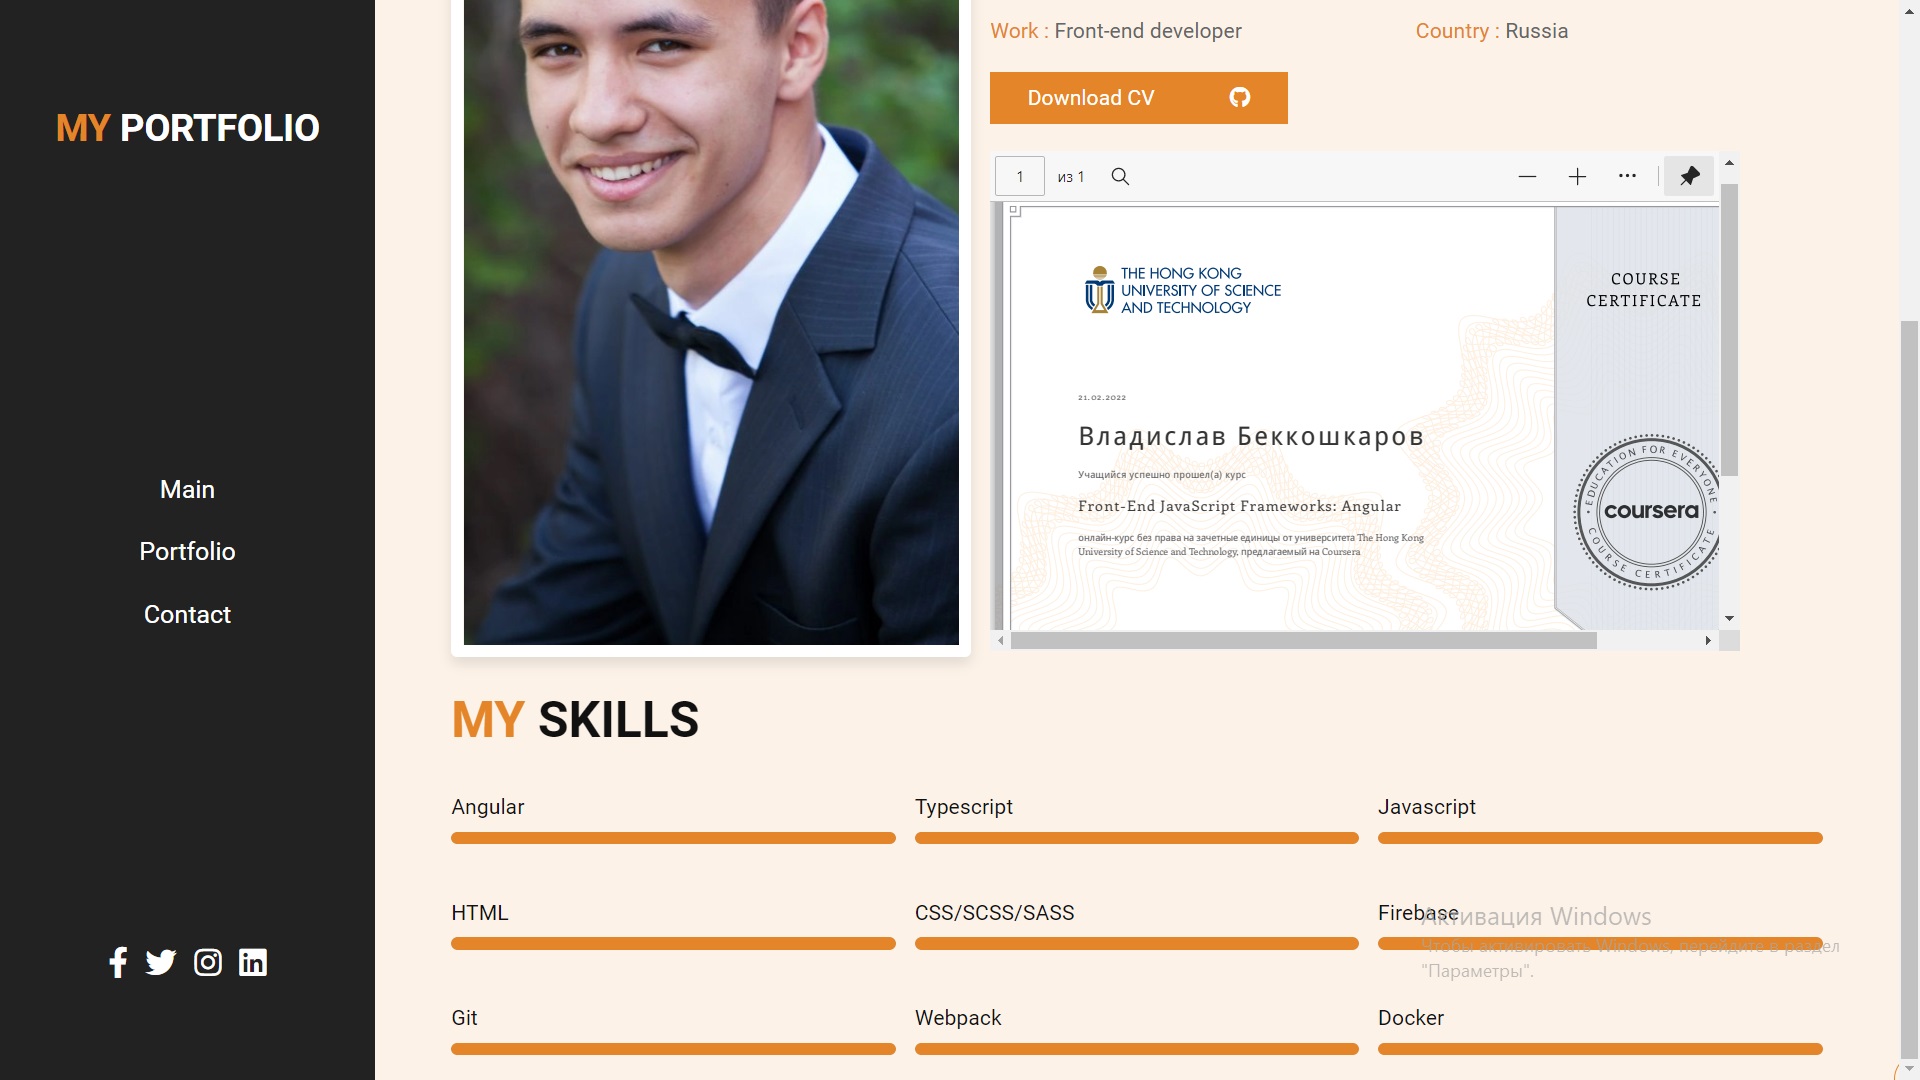 MY PORTFOLIO
Main
Portfolio
Contact
Work : Front-end developer
Country : Russia
Download CV
1 из 1
THE HONG KONG
UNIVERSITY OF SCIENCE
AND TECHNOLOGY
COURSE
CERTIFICATE
21.02.2022
Владислав Беккошкаров
Учащийся успешно прошел(а) курс
Front-End JavaScript Frameworks: Angular
онлайн-курс без права на зачетные единицы от университета The Hong Kong
University of Science and Technology, предлагаемый на Coursera
EDUCATION FOR EVERYONE
coursera
COURSE CERTIFICATE
MY SKILLS
Angular
Typescript
Javascript
HTML
CSS/SCSS/SASS
Firebase
Активация Windows
Чтобы активировать Windows, перейдите в раздел
"Параметры".
Git
Webpack
Docker